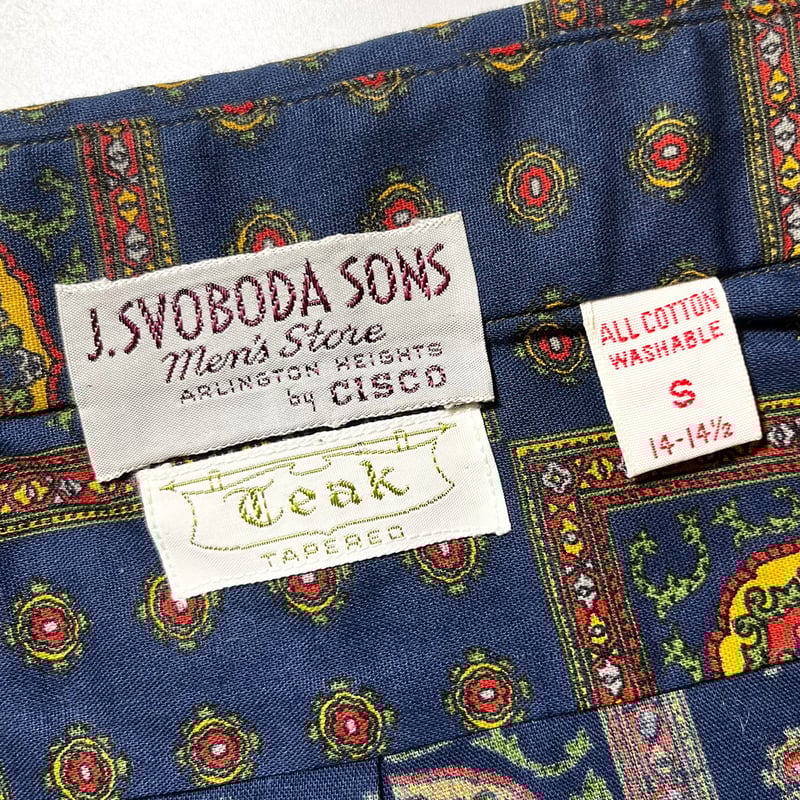 J. SVOBODA SONS
Men's Store
ARLINGTON HEIGHTS
by CISCO
Teak
TAPERED
ALL COTTON
WASHABLE
S
14-14½